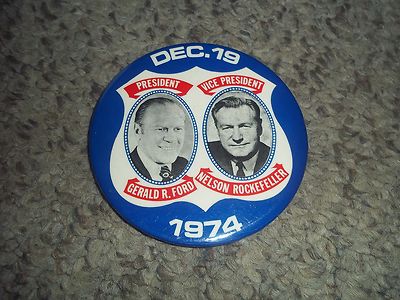 DEC. 19
PRESIDENT
VICE PRESIDENT
GERALD R. FORD
NELSON ROCKEFELLER
1974